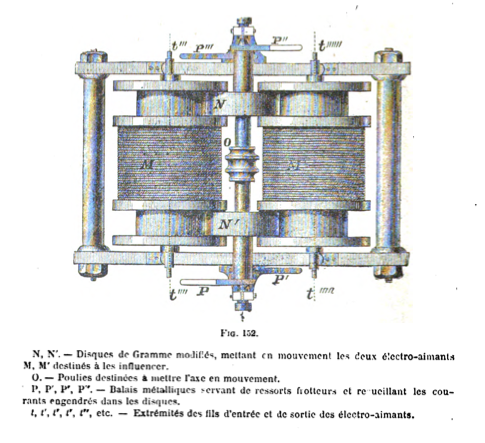 t''' P''' P'' t''''''
N
O
M M'
N'
t'''' P P' t'''''
t
FIG. 152.
N, N'. — Disques de Gramme modifiés, mettant en mouvement les deux électro-aimants
M, M' destinés à les influencer.
O. — Poulies destinées à mettre l'axe en mouvement.
P, P', P'', P'''. — Balais métalliques servant de ressorts frotteurs et recueillant les cou-
rants engendrés dans les disques.
t, t', t'', t''', t'''', etc. — Extrémités des fils d'entrée et de sortie des électro-aimants.